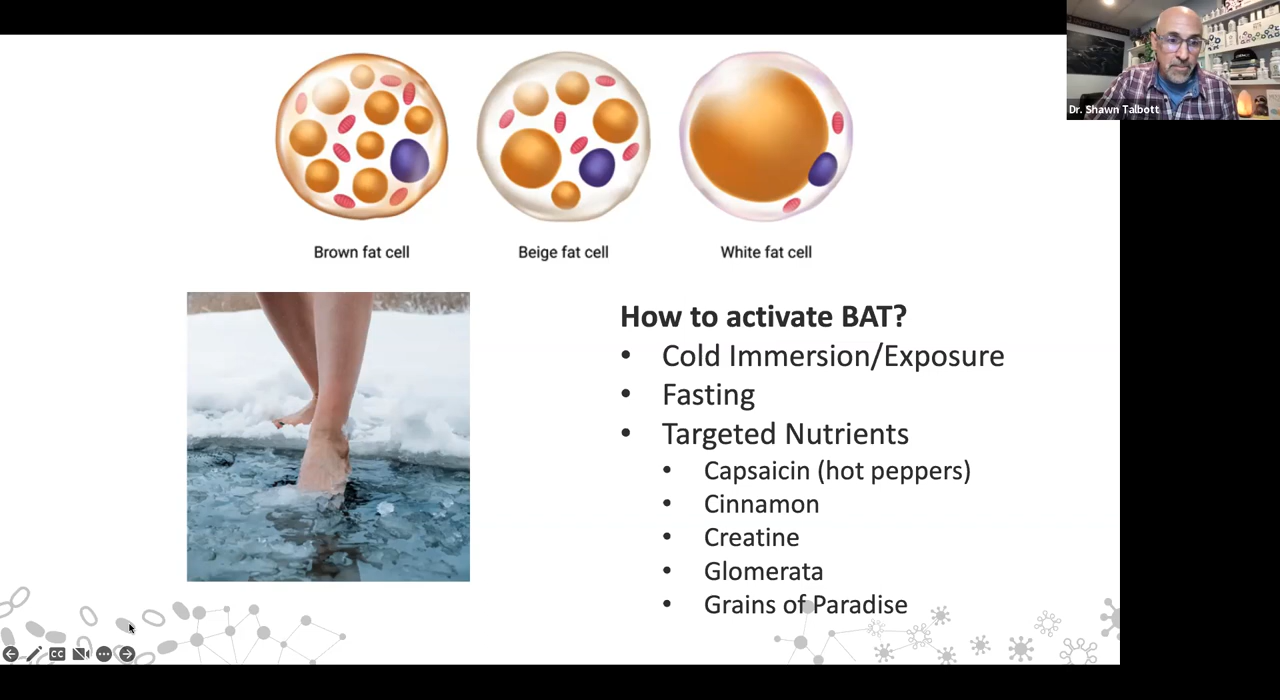 Dr. Shawn Talbott
Brown fat cell
Beige fat cell
White fat cell
How to activate BAT?
• Cold Immersion/Exposure
• Fasting
• Targeted Nutrients
• Capsaicin (hot peppers)
• Cinnamon
• Creatine
• Glomerata
• Grains of Paradise
CC